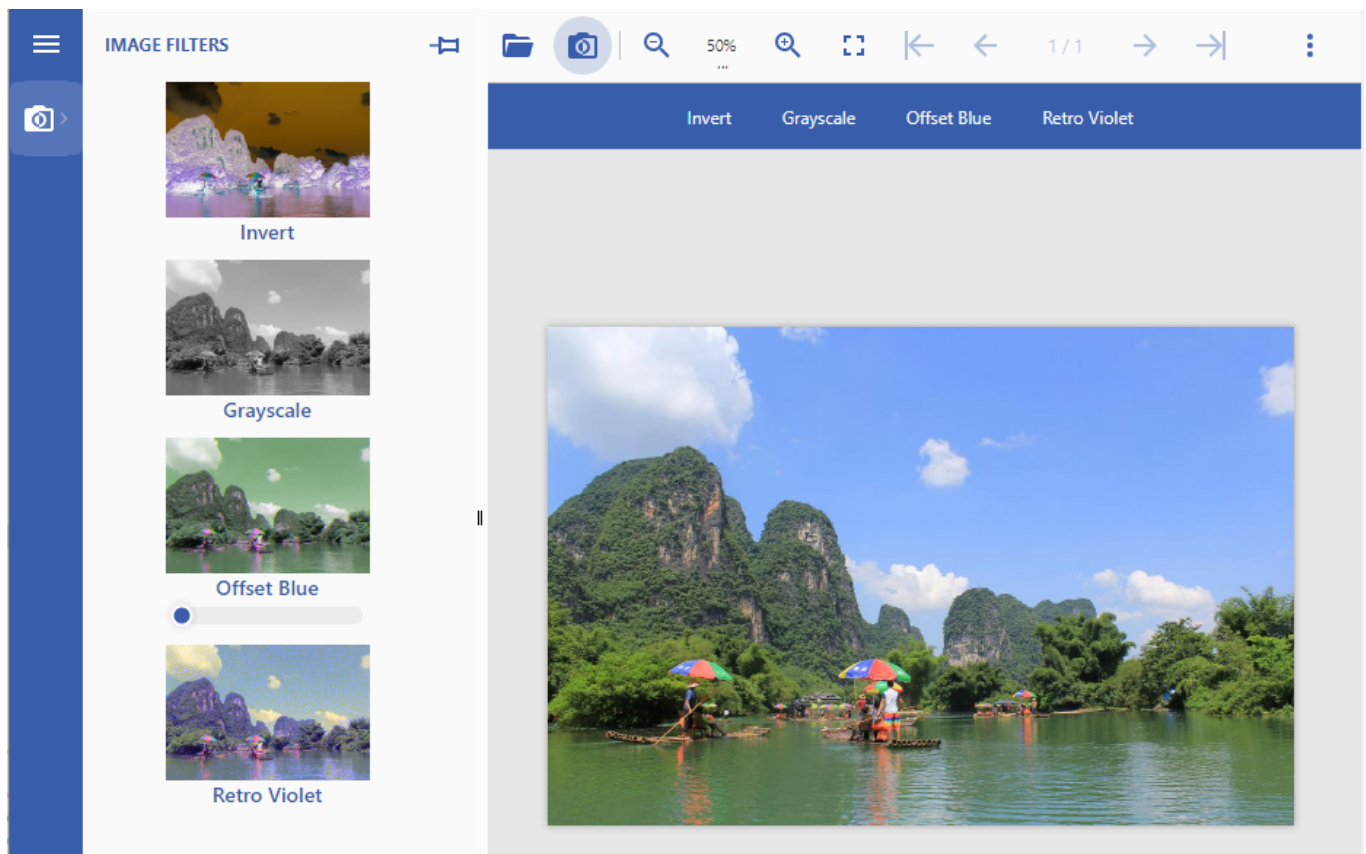 IMAGE FILTERS
50%
1 / 1
Invert
Grayscale
Offset Blue
Retro Violet
Invert
Grayscale
Offset Blue
Retro Violet